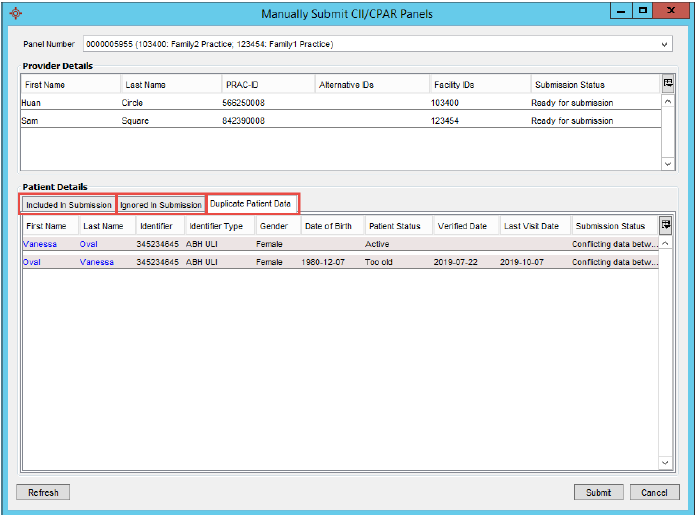 Manually Submit CII/CPAR Panels
Panel Number 0000005955 (103400: Family2 Practice; 123454: Family1 Practice)
Provider Details
First Name Last Name PRAC-ID Alternative IDs Facility IDs Submission Status
Huan Circle 566250008 103400 Ready for submission
Sam Square 842390008 123454 Ready for submission
Patient Details
Included In Submission Ignored In Submission Duplicate Patient Data
First Name Last Name Identifier Identifier Type Gender Date of Birth Patient Status Verified Date Last Visit Date Submission Status
Vanessa Oval 345234645 ABH ULI Female Active Conflicting data betw...
Oval Vanessa 345234645 ABH ULI Female 1980-12-07 Too old 2019-07-22 2019-10-07 Conflicting data betw...
Refresh Submit Cancel